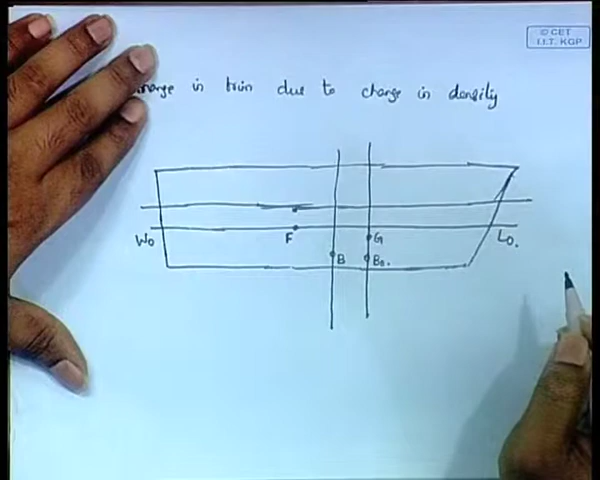 © CET
I.I.T. KGP
in trim due to change in density
F
G
W₀
L₀.
B
B₀.